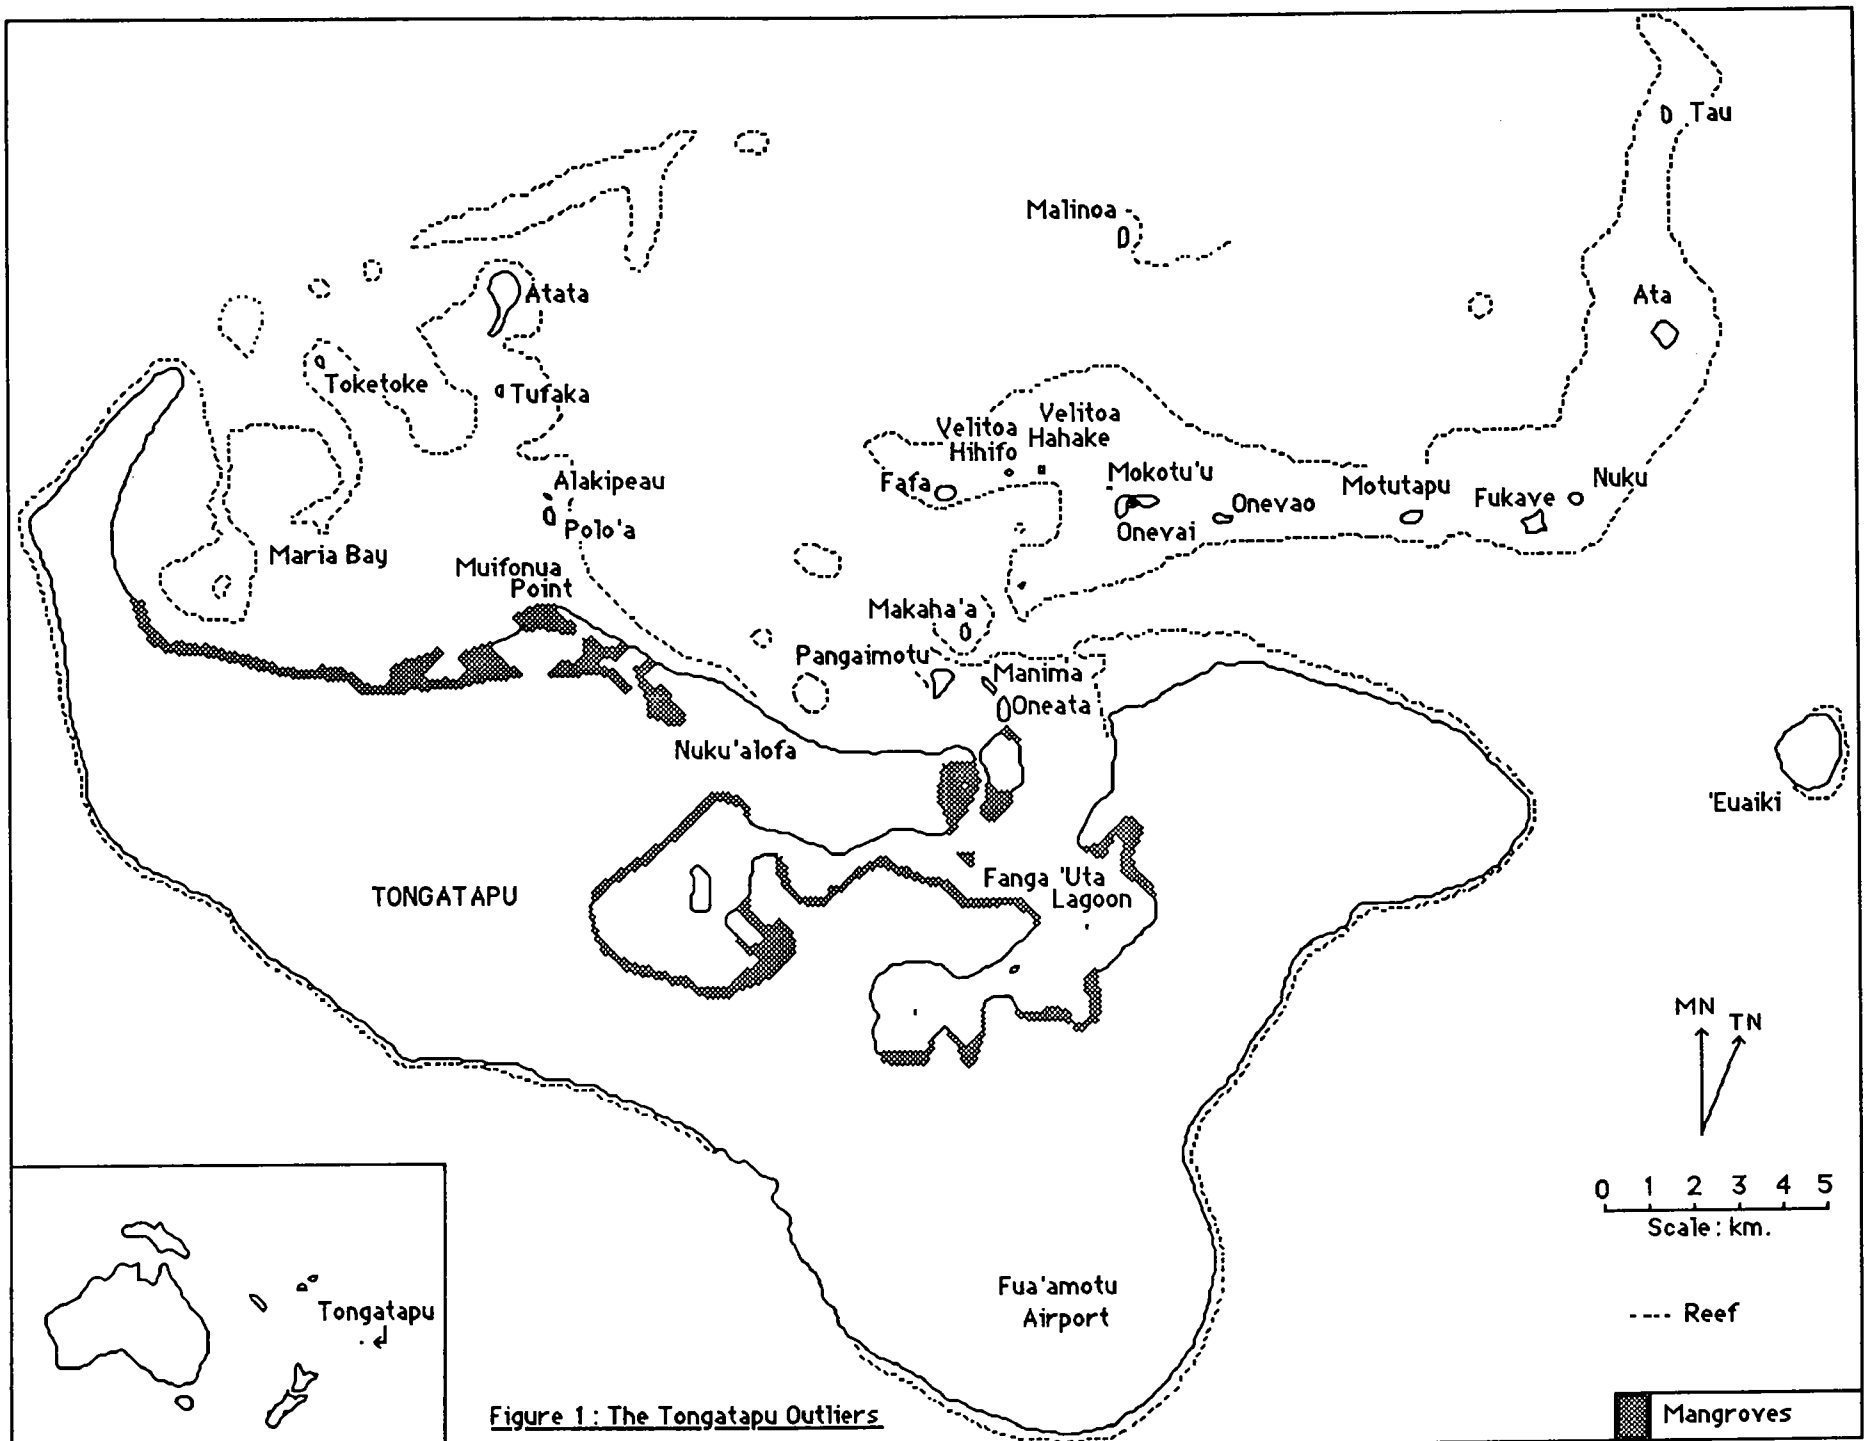 Tau
Malinoa
Atata
Ata
Toketoke
Tufaka
Velitoa
Hihifo
Velitoa
Hahake
Fafa
Mokotu'u
Onevai
Onevao
Motutapu
Fukave
Nuku
Alakipeau
Polo'a
Maria Bay
Muifonua
Point
Makaha'a
Pangaimotu
Manima
Oneata
Nuku'alofa
'Euaiki
TONGATAPU
Fanga 'Uta
Lagoon
MN
TN
0 1 2 3 4 5
Scale: km.
Fua'amotu
Airport
Tongatapu
---- Reef
Mangroves
Figure 1 : The Tongatapu Outliers